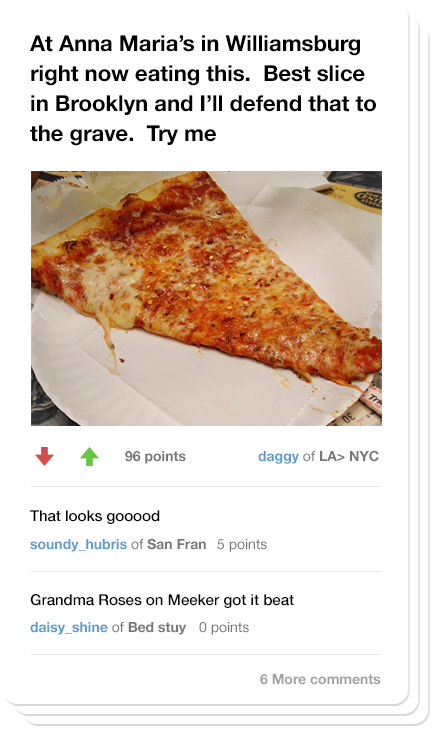 At Anna Maria’s in Williamsburg
right now eating this.  Best slice
in Brooklyn and I’ll defend that to
the grave.  Try me
96 points
daggy of LA> NYC
That looks gooood
soundy_hubris of San Fran 5 points
Grandma Roses on Meeker got it beat
daisy_shine of Bed stuy 0 points
6 More comments